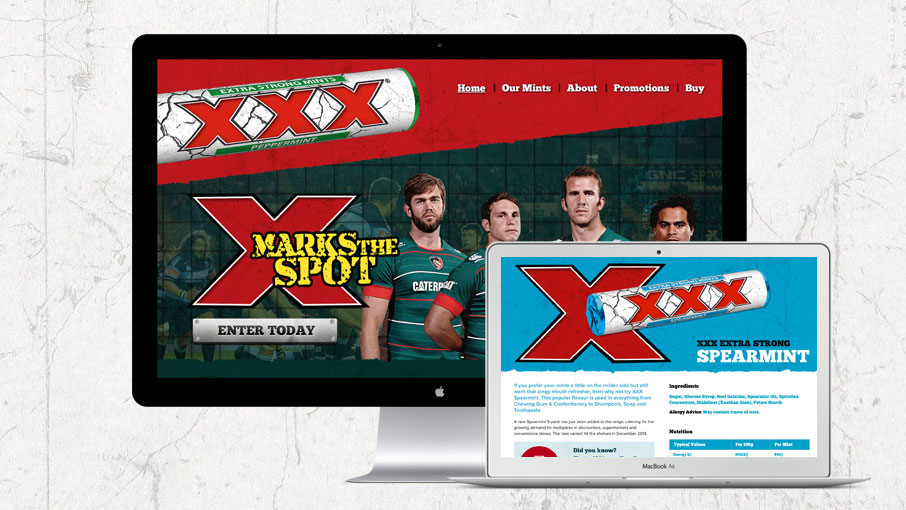 EXTRA STRONG MINTS
XXX
PEPPERMINT
Home | Our Mints | About | Promotions | Buy
GNC
X
MARKS THE
SPOT
CATERP
ENTER TODAY
X
EXTRA STRONG MINTS
XXX
SPEARMINT
XXX EXTRA STRONG
SPEARMINT
If you prefer your mints a little on the milder side but still
want that zingy mouth refresher, then why not try XXX
Spearmint. This popular flavour is used in everything from
Chewing Gum & Confectionery to Shampoo's, Soap and
Toothpaste.
A new Spearmint 5-pack has just been added to the range, catering for the
growing demand for multipacks in discounters, supermarkets and
convenience stores. The new variant hit the shelves in December 2014.
Did you know?
Ingredients
Sugar, Glucose Syrup, Beef Gelatine, Spearmint Oil, Spirulina
Concentrate, Stabiliser (Xanthan Gum), Potato Starch
Allergy Advice: May contain traces of nuts.
Nutrition
Typical Values Per 100g Per Mint
Energy kJ
MacBook Air